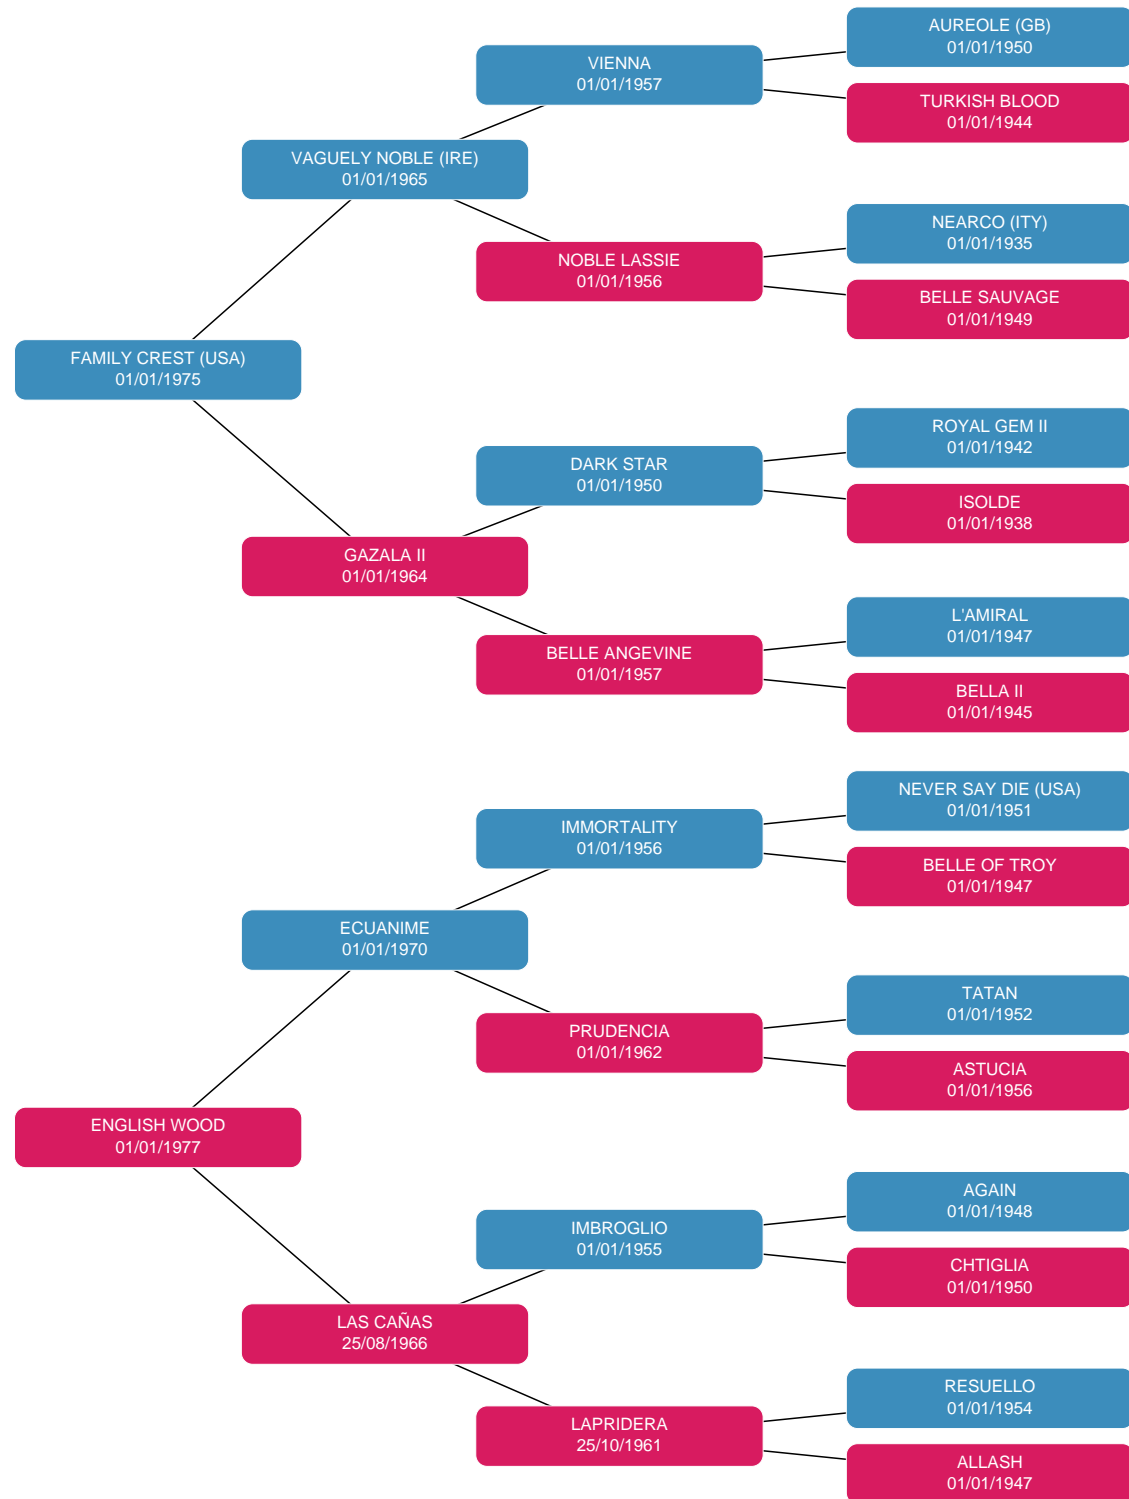 AUREOLE (GB)
01/01/1950
VIENNA
01/01/1957
TURKISH BLOOD
01/01/1944
VAGUELY NOBLE (IRE)
01/01/1965
NEARCO (ITY)
01/01/1935
NOBLE LASSIE
01/01/1956
BELLE SAUVAGE
01/01/1949
FAMILY CREST (USA)
01/01/1975
ROYAL GEM II
01/01/1942
DARK STAR
01/01/1950
ISOLDE
01/01/1938
GAZALA II
01/01/1964
L'AMIRAL
01/01/1947
BELLE ANGEVINE
01/01/1957
BELLA II
01/01/1945
NEVER SAY DIE (USA)
01/01/1951
IMMORTALITY
01/01/1956
BELLE OF TROY
01/01/1947
ECUANIME
01/01/1970
TATAN
01/01/1952
PRUDENCIA
01/01/1962
ASTUCIA
01/01/1956
ENGLISH WOOD
01/01/1977
AGAIN
01/01/1948
IMBROGLIO
01/01/1955
CHTIGLIA
01/01/1950
LAS CAÑAS
25/08/1966
RESUELLO
01/01/1954
LAPRIDERA
25/10/1961
ALLASH
01/01/1947